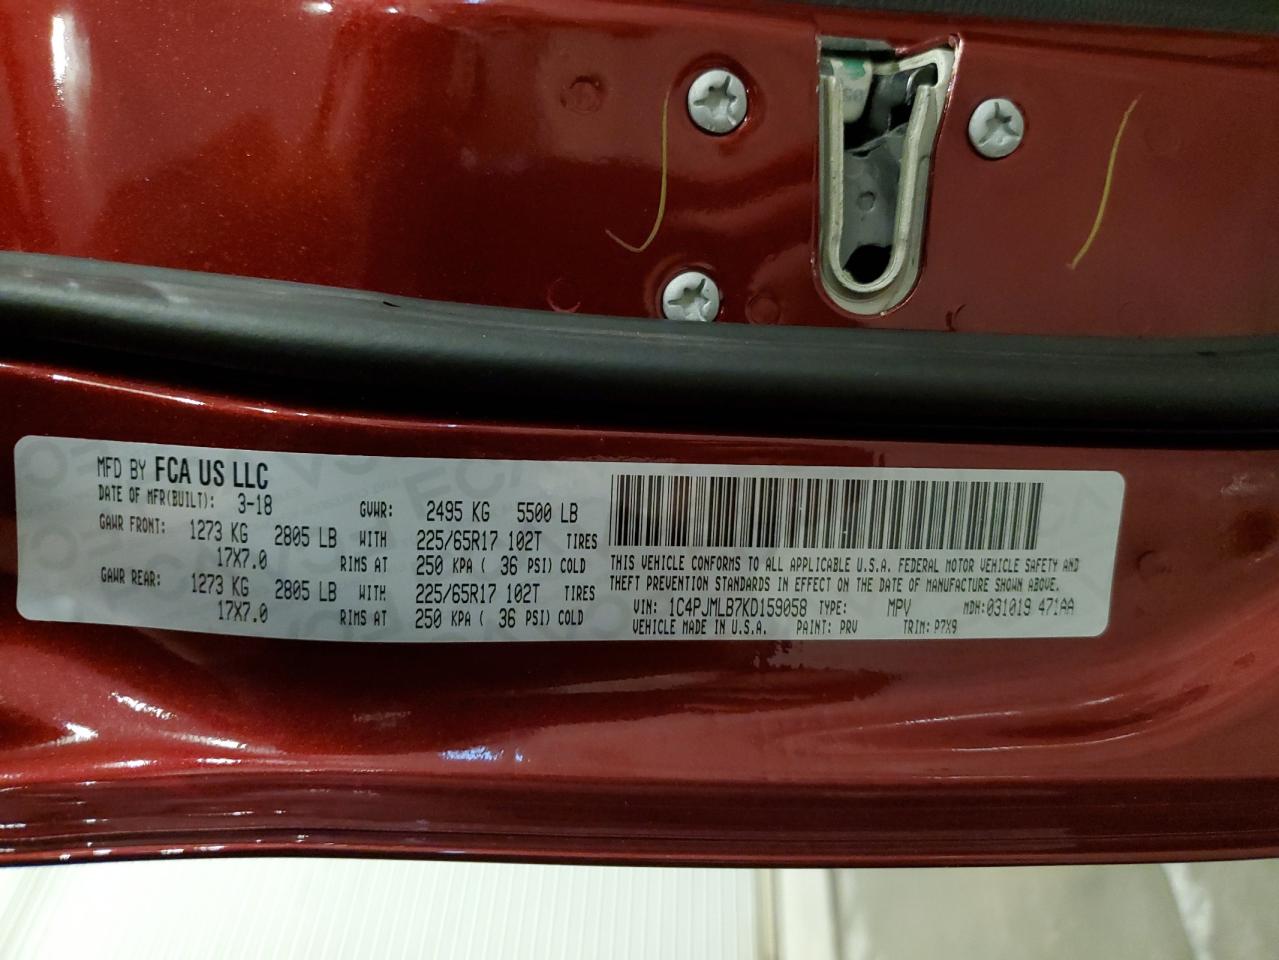 MFD BY FCA US LLC
DATE OF MFR(BUILT): 3-18 GVWR: 2495 KG 5500 LB
GAWR FRONT: 1273 KG 2805 LB WITH 225/65R17 102T TIRES
17X7.0 RIMS AT 250 KPA ( 36 PSI) COLD
GAWR REAR: 1273 KG 2805 LB WITH 225/65R17 102T TIRES
17X7.0 RIMS AT 250 KPA ( 36 PSI) COLD
THIS VEHICLE CONFORMS TO ALL APPLICABLE U.S.A. FEDERAL MOTOR VEHICLE SAFETY AND
THEFT PREVENTION STANDARDS IN EFFECT ON THE DATE OF MANUFACTURE SHOWN ABOVE.
VIN: 1C4PJMLB7KD159058 TYPE: MPV MDH: 031019 471AA
VEHICLE MADE IN U.S.A. PAINT: PRV TRIM: P7X9